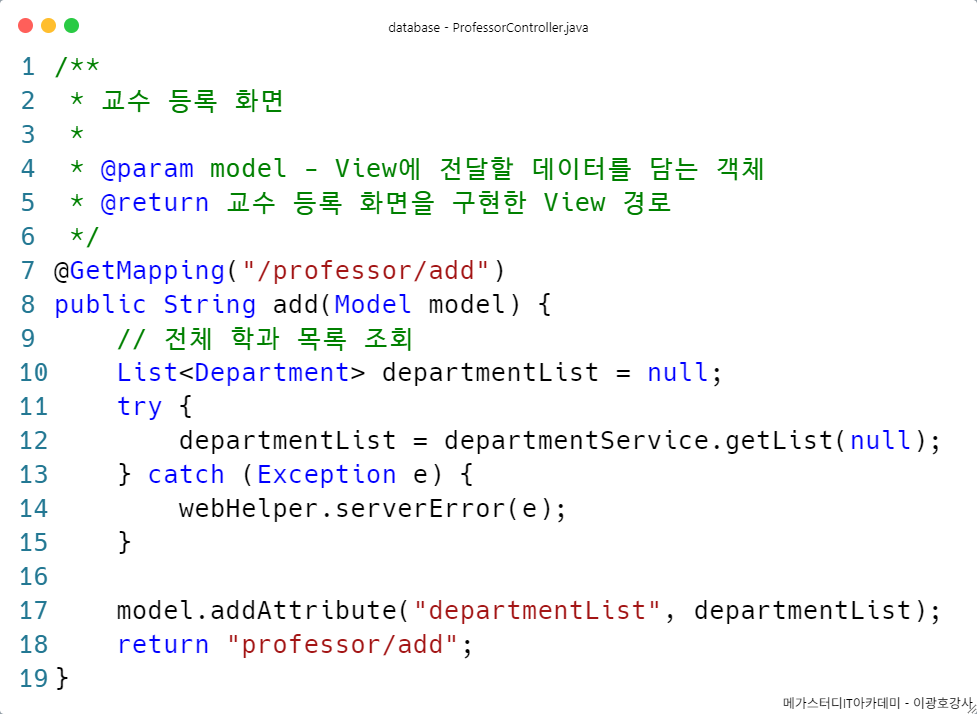 database - ProfessorController.java
1 /**
2  * 교수 등록 화면
3  *
4  * @param model - View에 전달할 데이터를 담는 객체
5  * @return 교수 등록 화면을 구현한 View 경로
6  */
7 @GetMapping("/professor/add")
8 public String add(Model model) {
9     // 전체 학과 목록 조회
10     List<Department> departmentList = null;
11     try {
12         departmentList = departmentService.getList(null);
13     } catch (Exception e) {
14         webHelper.serverError(e);
15     }
16
17     model.addAttribute("departmentList", departmentList);
18     return "professor/add";
19 }
메가스터디IT아카데미 - 이광호강사